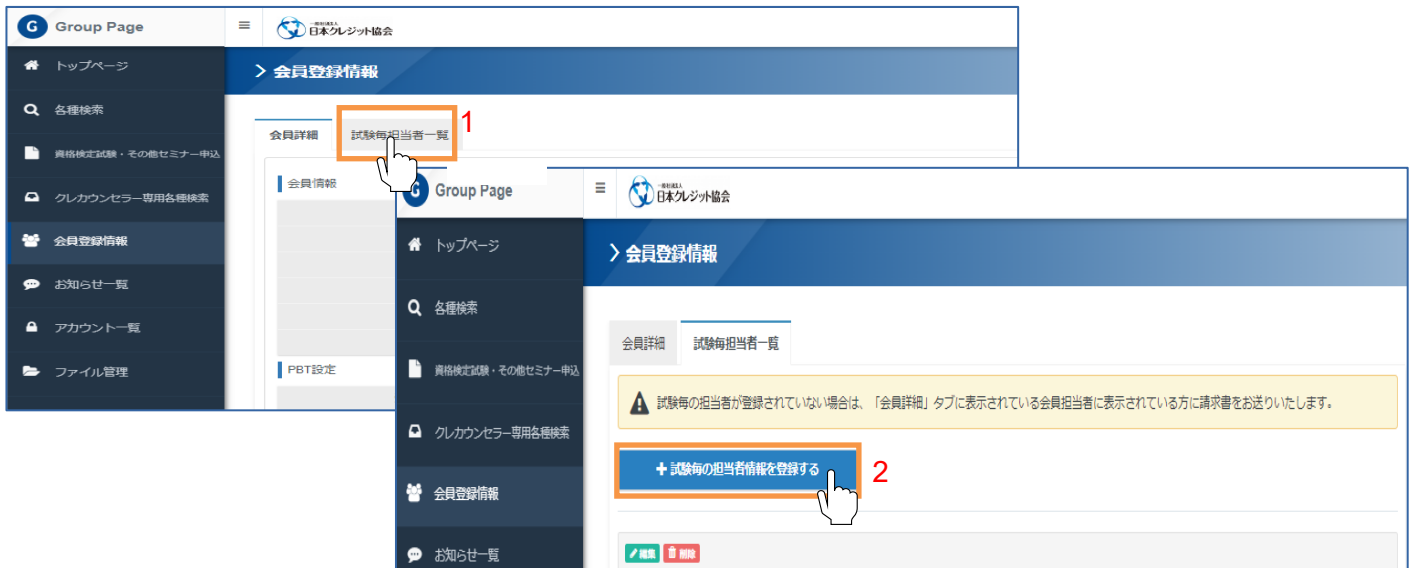 G Group Page
一般社団法人
日本クレジット協会
トップページ
会員登録情報
各種検索
1
会員詳細
試験毎担当者一覧
資格検定試験・その他セミナー申込
会員情報
クレカウンセラー専用各種検索
会員登録情報
お知らせ一覧
アカウント一覧
PBT設定
ファイル管理
G Group Page
一般社団法人
日本クレジット協会
トップページ
会員登録情報
各種検索
会員詳細
試験毎担当者一覧
資格検定試験・その他セミナー申込
試験毎の担当者が登録されていない場合は、「会員詳細」タブに表示されている会員担当者に表示されている方に請求書をお送りいたします。
クレカウンセラー専用各種検索
+試験毎の担当者情報を登録する
2
会員登録情報
お知らせ一覧
編集 削除